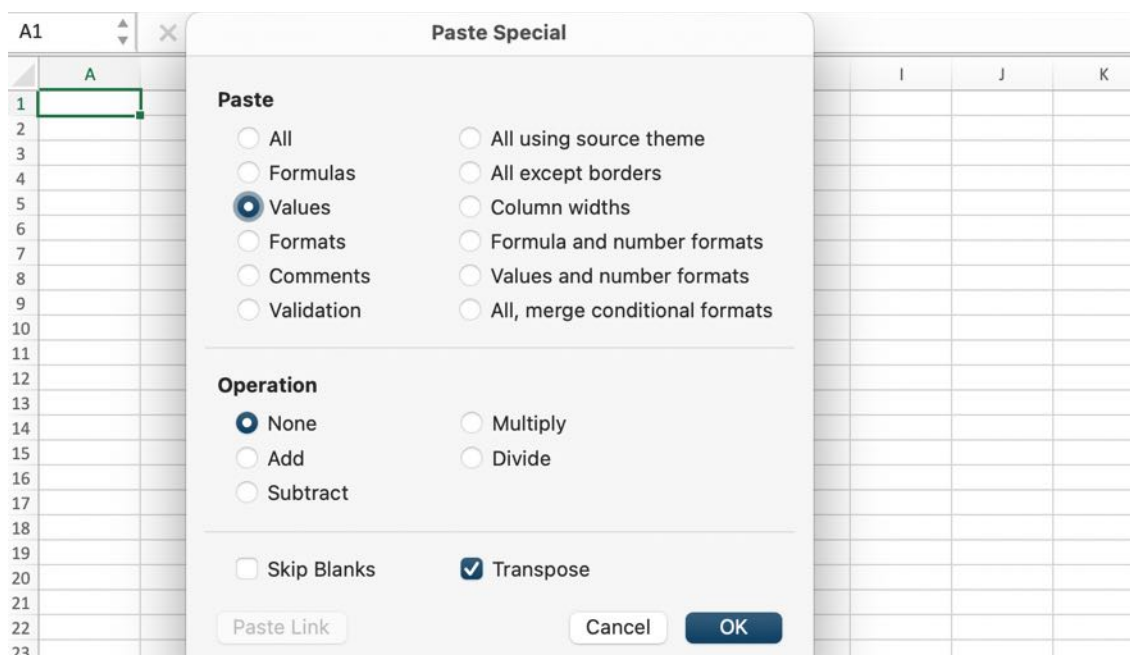 A1
Paste Special
A I J K
1
Paste
2
All All using source theme
3
4
Formulas All except borders
5
Values Column widths
6
Formats Formula and number formats
7
8
Comments Values and number formats
9
Validation All, merge conditional formats
10
11
12
Operation
13
14
None Multiply
15
Add Divide
16
17
Subtract
18
19
Skip Blanks Transpose
20
21
22
Paste Link Cancel OK
23